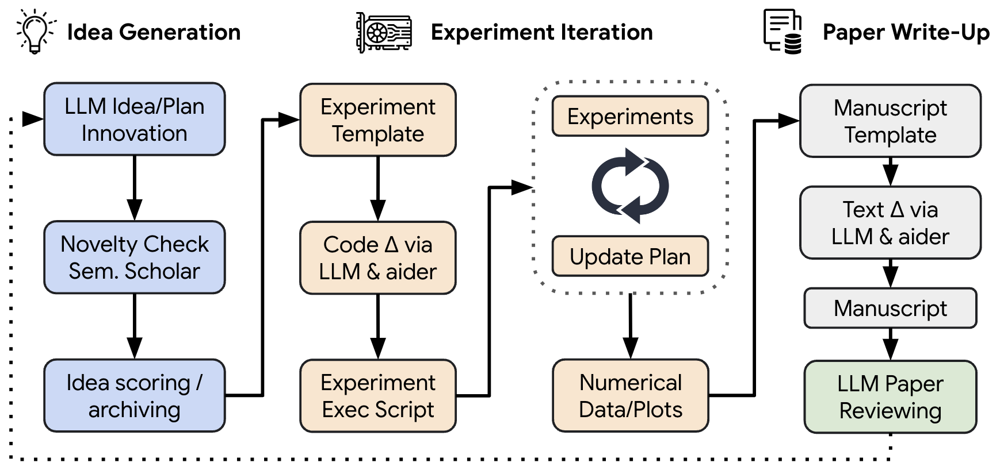 Idea Generation
Experiment Iteration
Paper Write-Up
LLM Idea/Plan
Innovation
Novelty Check
Sem. Scholar
Idea scoring /
archiving
Experiment
Template
Code Δ via
LLM & aider
Experiment
Exec Script
Experiments
Update Plan
Numerical
Data/Plots
Manuscript
Template
Text Δ via
LLM & aider
Manuscript
LLM Paper
Reviewing